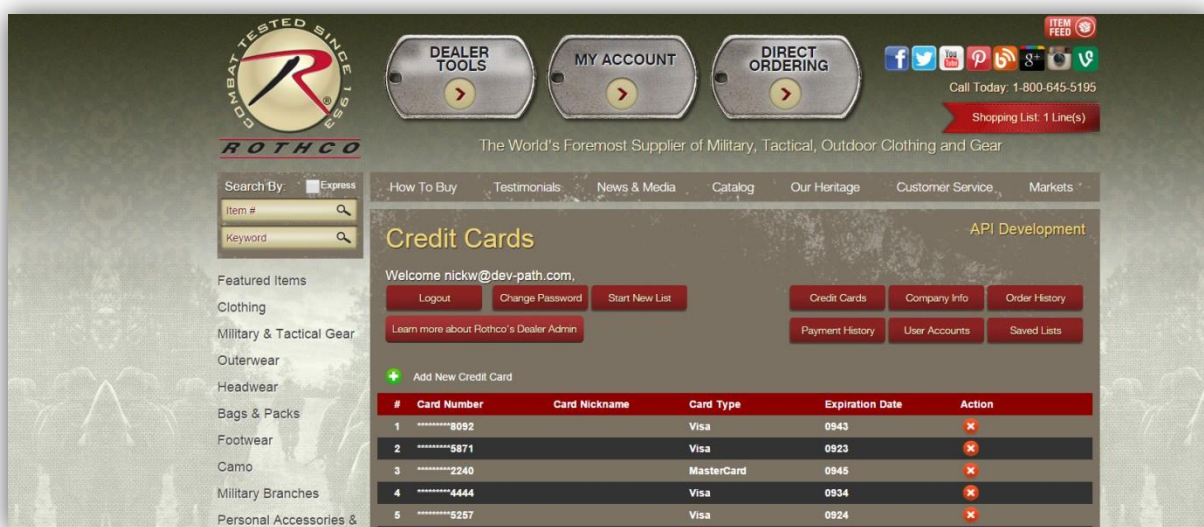 COMBAT TESTED SINCE 1953
R
®
ROTHCO
DEALER
TOOLS
MY ACCOUNT
DIRECT
ORDERING
ITEM
FEED
f
You
Tube
g+
Call Today: 1-800-645-5195
Shopping List: 1 Line(s)
The World's Foremost Supplier of Military, Tactical, Outdoor Clothing and Gear
Search By: Express
Item #
Keyword
How To Buy Testimonials News & Media Catalog Our Heritage Customer Service Markets
Featured Items
Clothing
Military & Tactical Gear
Outerwear
Headwear
Bags & Packs
Footwear
Camo
Military Branches
Personal Accessories &
Credit Cards
API Development
Welcome nickw@dev-path.com,
Logout Change Password Start New List Credit Cards Company Info Order History
Learn more about Rothco's Dealer Admin Payment History User Accounts Saved Lists
Add New Credit Card
# Card Number Card Nickname Card Type Expiration Date Action
1 *********8092 Visa 0943
2 *********5871 Visa 0923
3 *********2240 MasterCard 0945
4 *********4444 Visa 0934
5 *********5257 Visa 0924